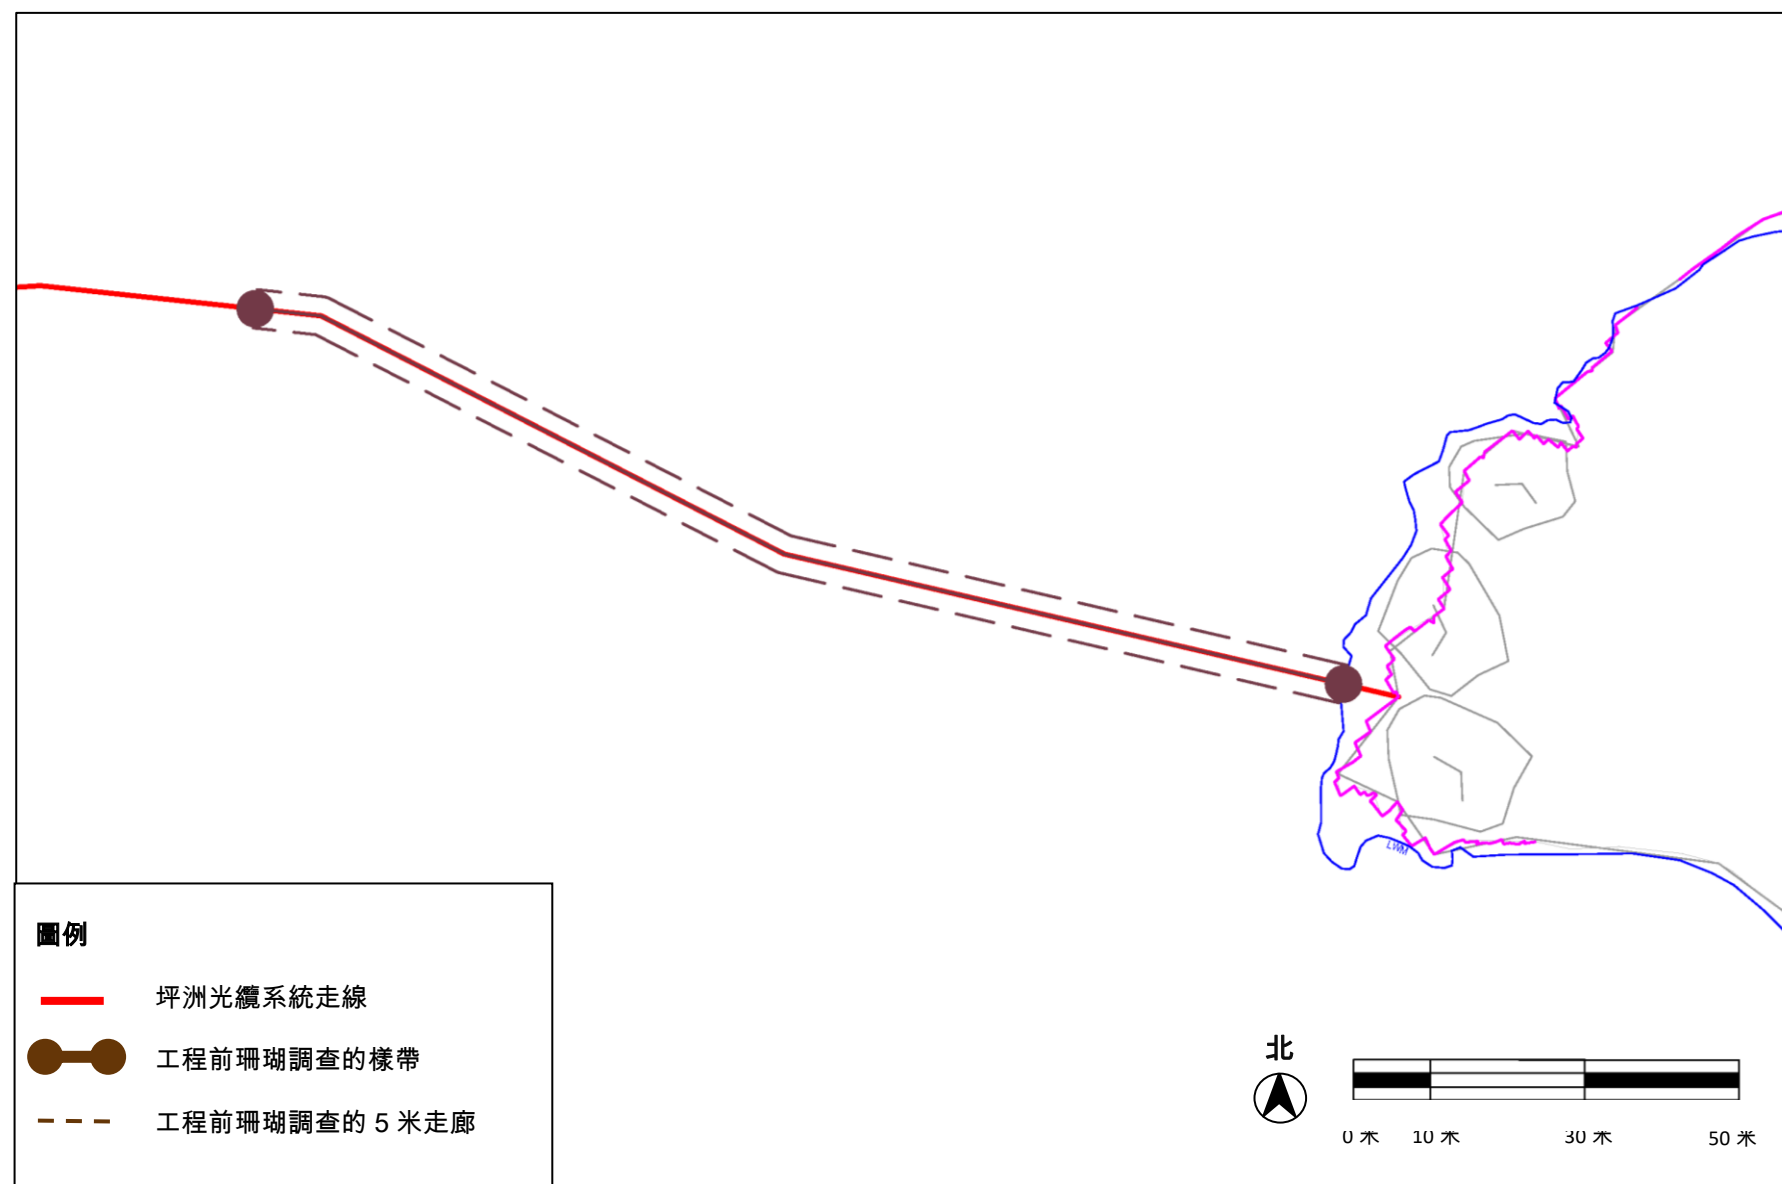 LWM
圖例
坪洲光纜系統走線
工程前珊瑚調查的樣帶
工程前珊瑚調查的 5 米走廊
北
0 米 10 米 30 米 50 米